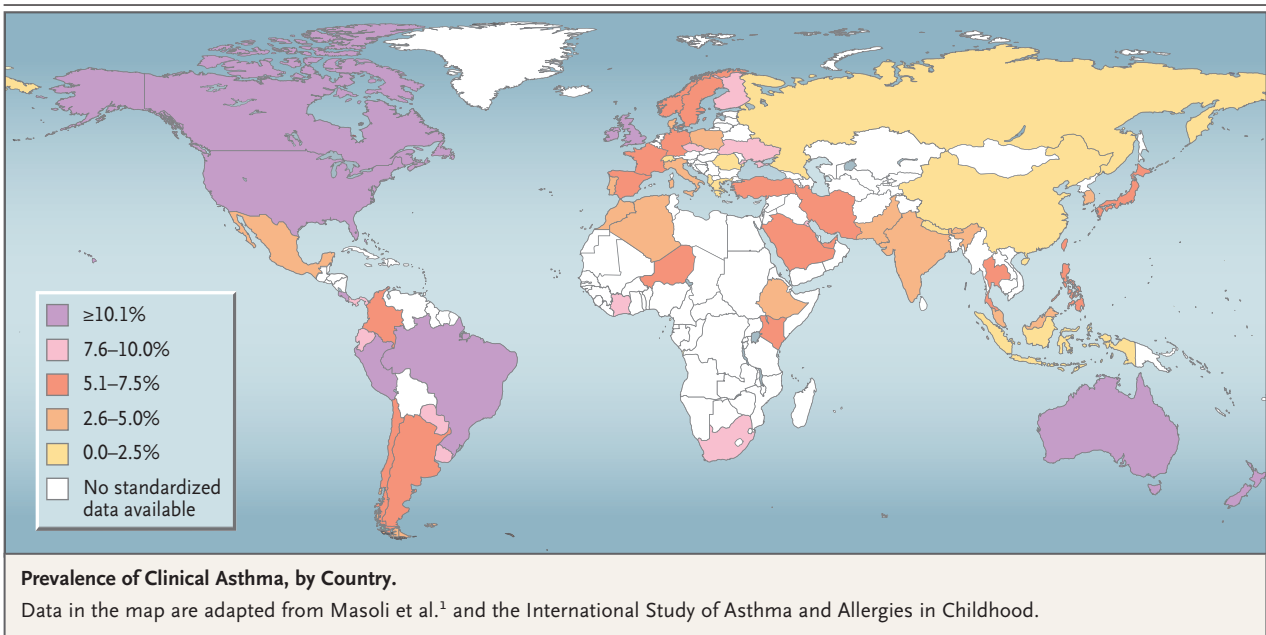 ≥10.1%
7.6–10.0%
5.1–7.5%
2.6–5.0%
0.0–2.5%
No standardized
data available
Prevalence of Clinical Asthma, by Country.
Data in the map are adapted from Masoli et al.¹ and the International Study of Asthma and Allergies in Childhood.